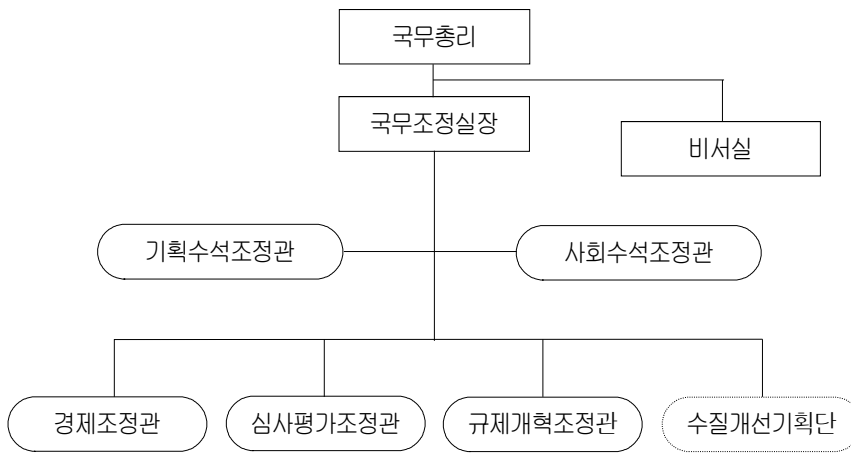 국무총리
국무조정실장
비서실
기획수석조정관
사회수석조정관
경제조정관
심사평가조정관
규제개혁조정관
수질개선기획단